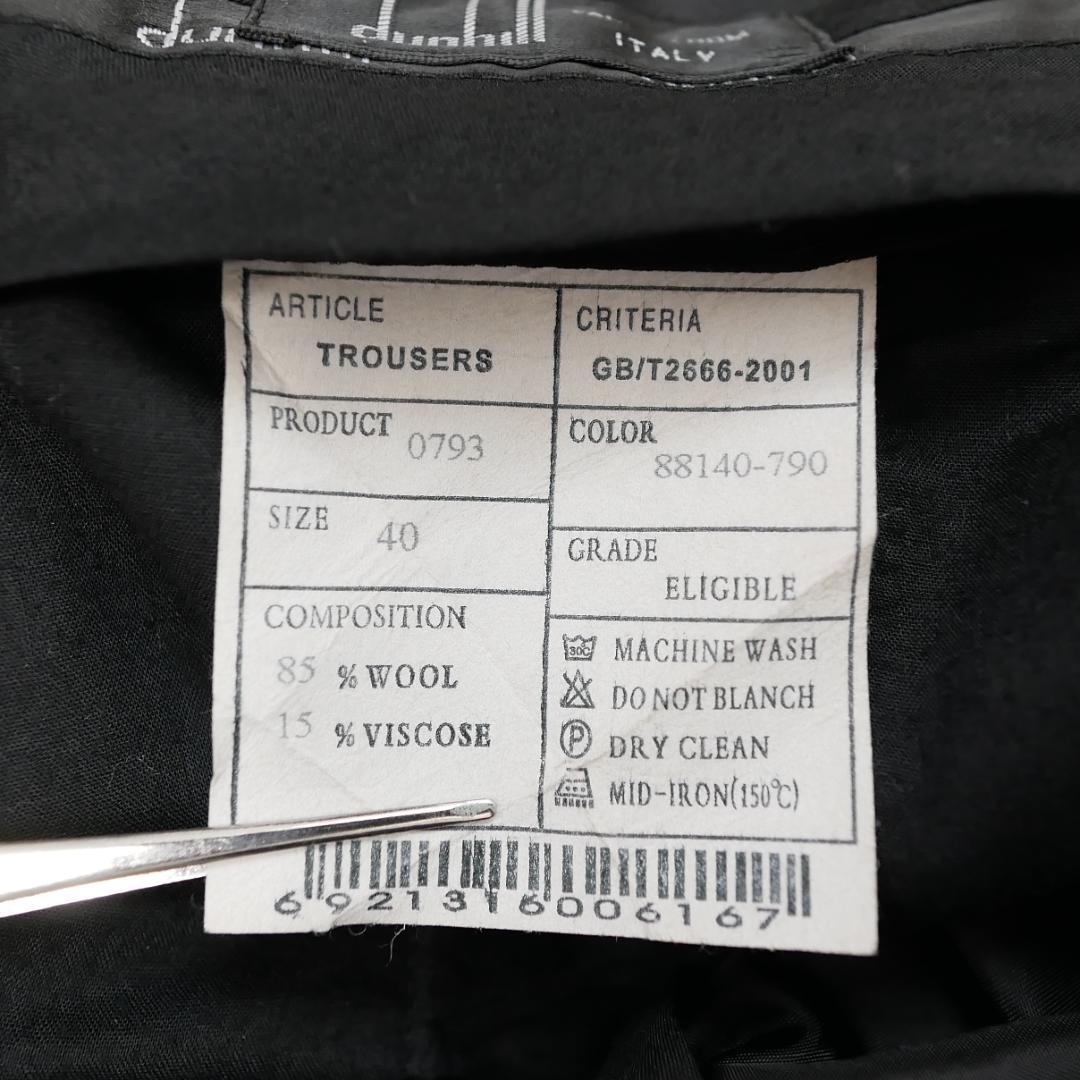 dunhill
ITALY
ARTICLE
TROUSERS
CRITERIA
GB/T2666-2001
PRODUCT 0793
COLOR
88140-790
SIZE 40
GRADE
ELIGIBLE
COMPOSITION
85 % WOOL
15 % VISCOSE
30C MACHINE WASH
DO NOT BLANCH
P DRY CLEAN
MID-IRON(150℃)
6921316006167